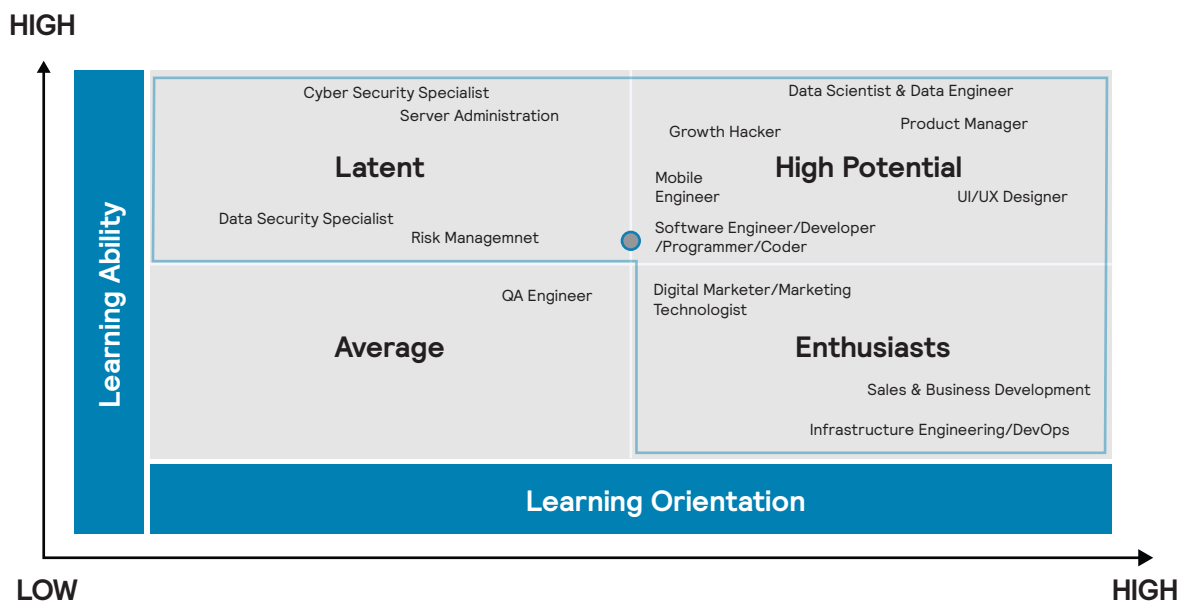 HIGH
Cyber Security Specialist
Server Administration
Latent
Data Security Specialist
Risk Managemnet
Data Scientist & Data Engineer
Growth Hacker
Product Manager
High Potential
Mobile
Engineer
UI/UX Designer
Software Engineer/Developer
/Programmer/Coder
Learning Ability
QA Engineer
Average
Digital Marketer/Marketing
Technologist
Enthusiasts
Sales & Business Development
Infrastructure Engineering/DevOps
Learning Orientation
LOW
HIGH